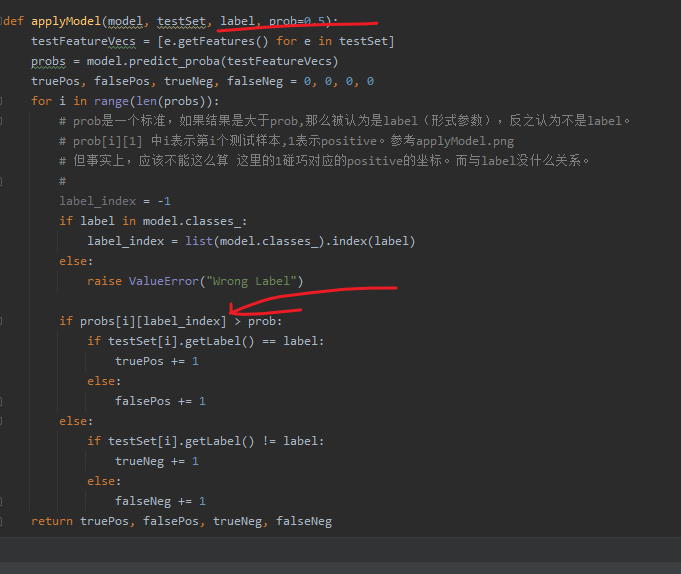 def applyModel(model, testSet, label, prob=0.5):
testFeatureVecs = [e.getFeatures() for e in testSet]
probs = model.predict_proba(testFeatureVecs)
truePos, falsePos, trueNeg, falseNeg = 0, 0, 0, 0
for i in range(len(probs)):
# prob是一个标准，如果结果是大于prob,那么被认为是label（形式参数），反之认为不是label。
# prob[i][1] 中i表示第i个测试样本,1表示positive。参考applyModel.png
# 但事实上，应该不能这么算 这里的1碰巧对应的positive的坐标。而与label没什么关系。
#
label_index = -1
if label in model.classes_:
label_index = list(model.classes_).index(label)
else:
raise ValueError("Wrong Label")
if probs[i][label_index] > prob:
if testSet[i].getLabel() == label:
truePos += 1
else:
falsePos += 1
else:
if testSet[i].getLabel() != label:
trueNeg += 1
else:
falseNeg += 1
return truePos, falsePos, trueNeg, falseNeg